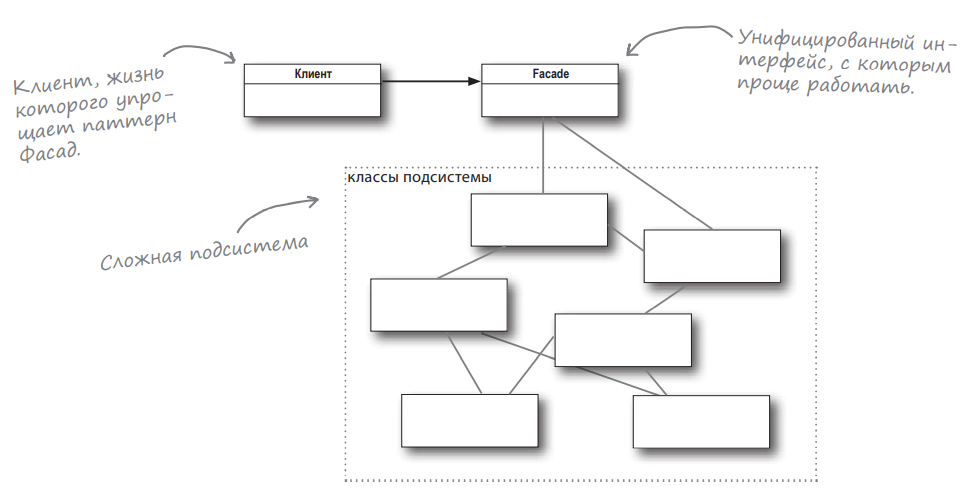 Унифицированный ин-
терфейс, с которым
проще работать.
Клиент
Facade
Клиент, жизнь
которого упро-
щает паттерн
Фасад.
классы подсистемы
Сложная подсистема